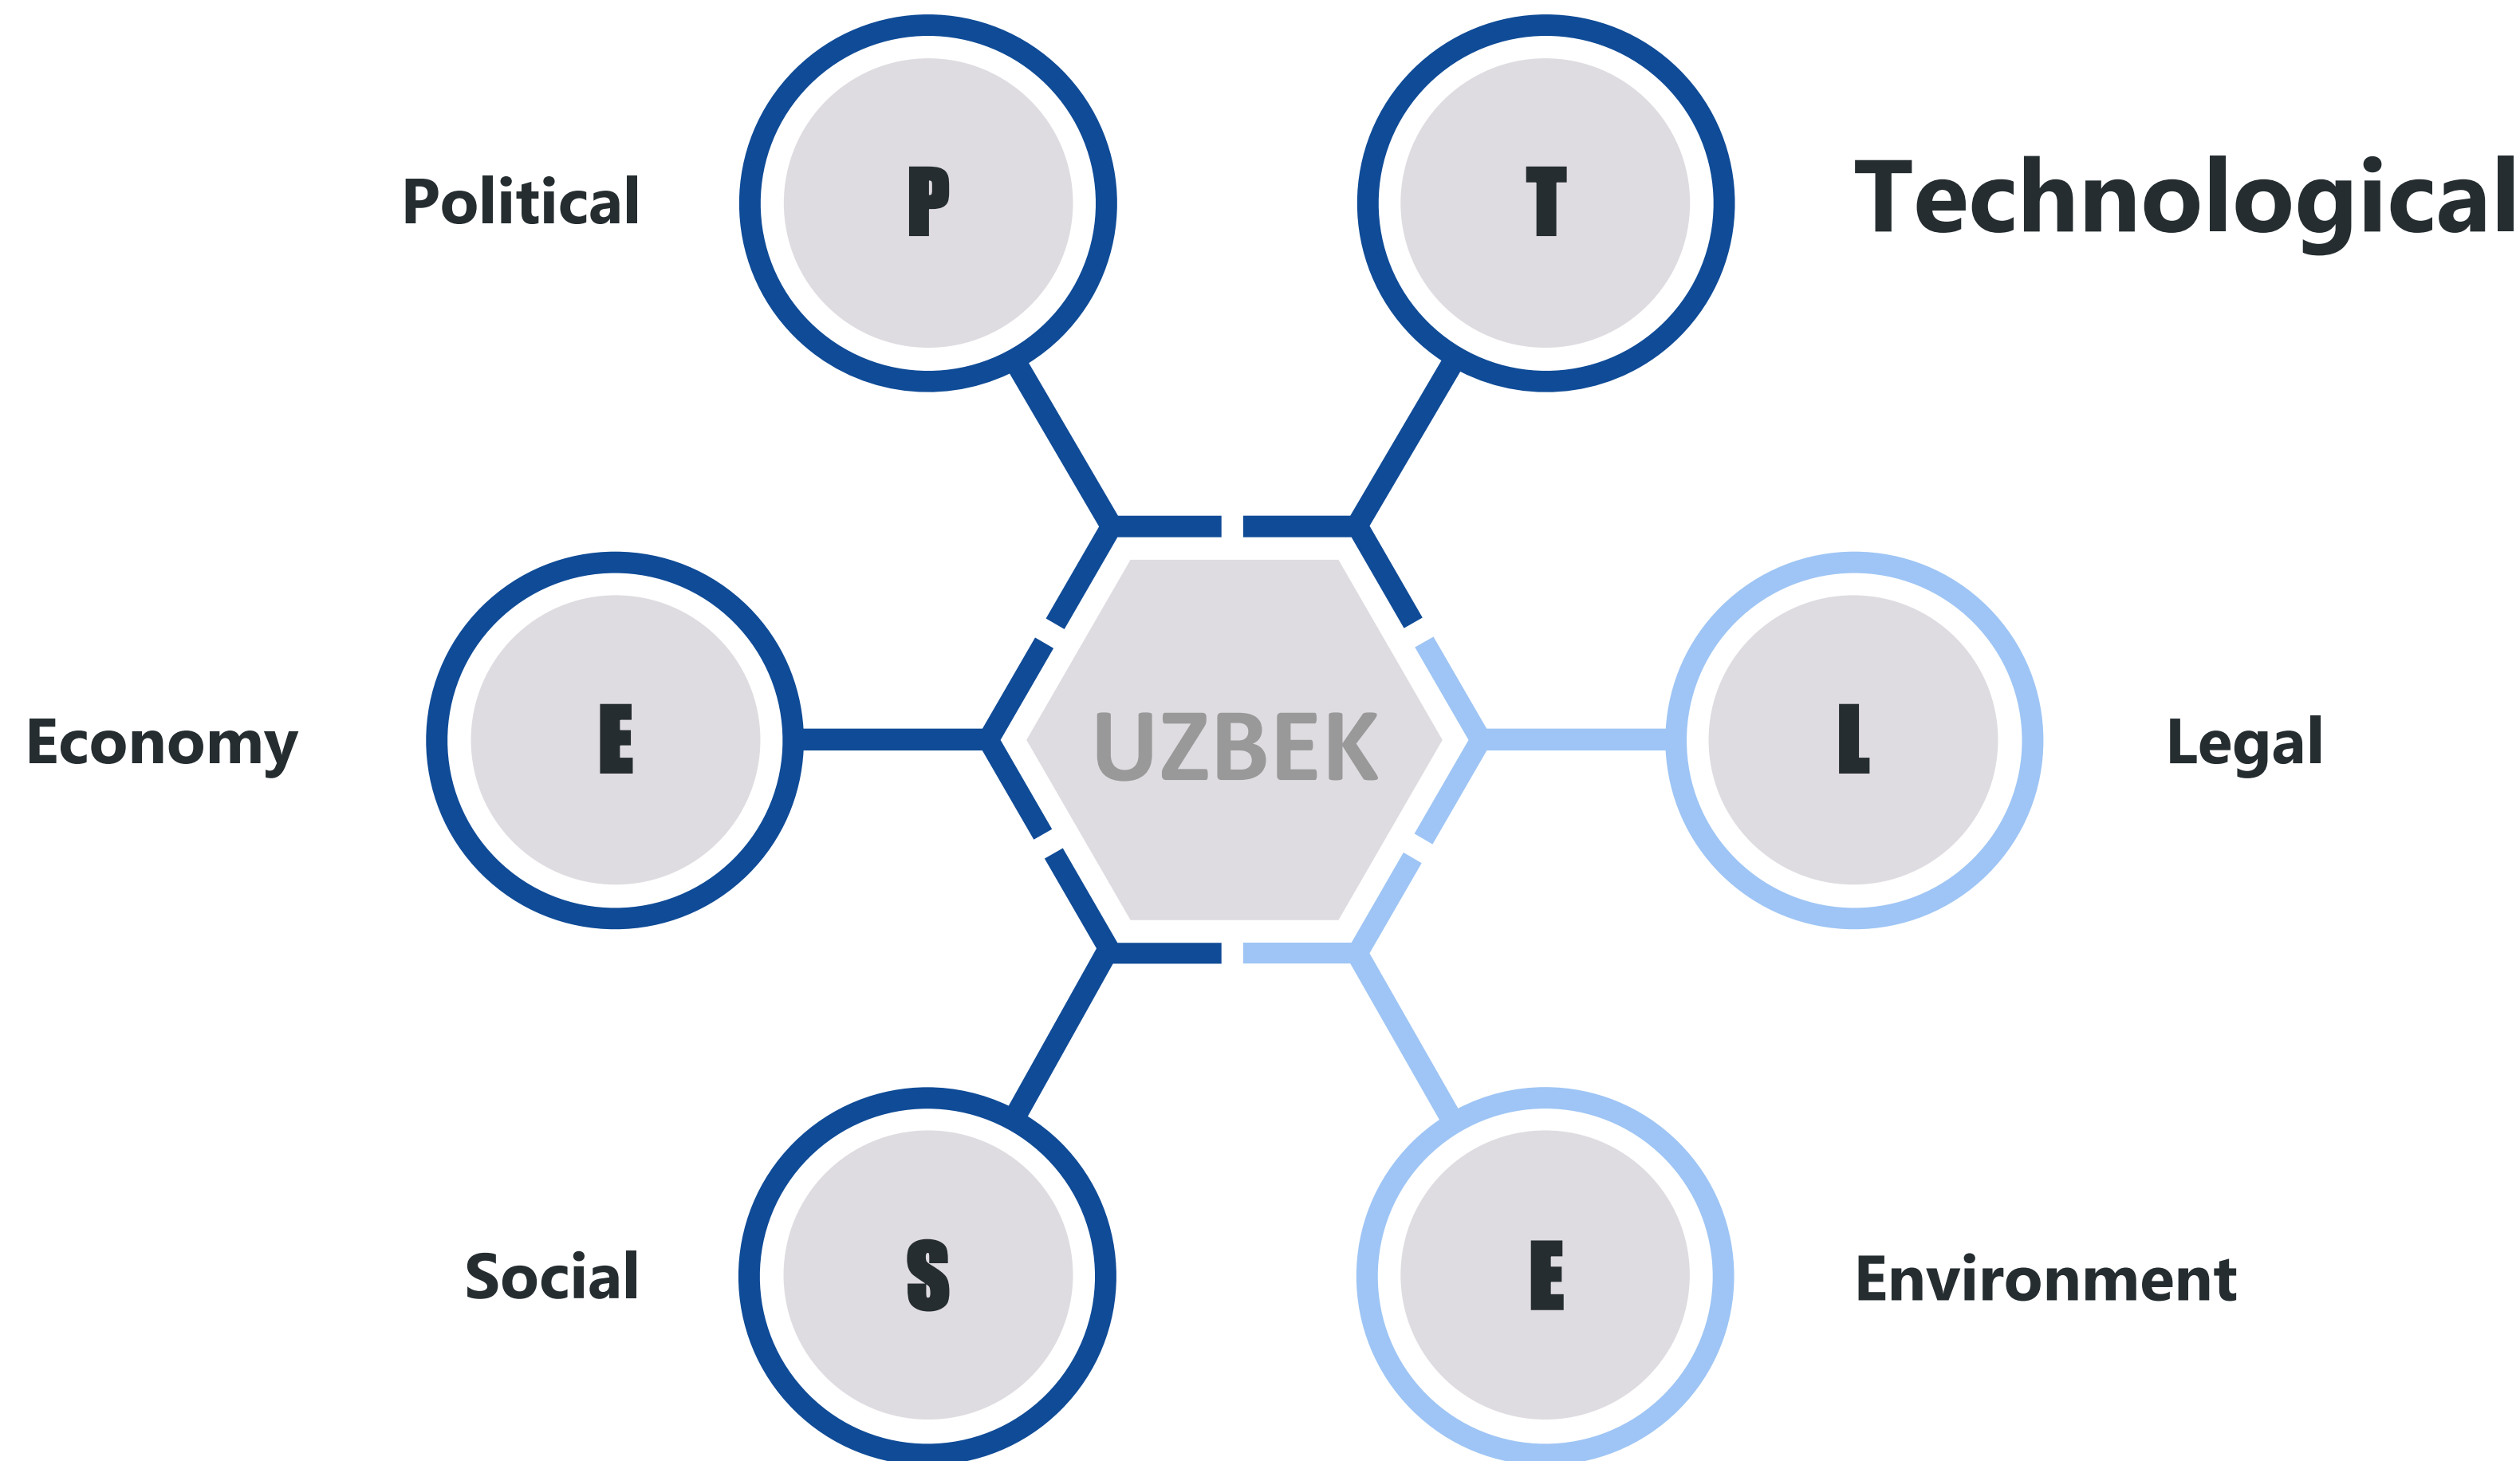 Political
P
T
Technological
Economy
E
UZBEK
L
Legal
Social
S
E
Environment